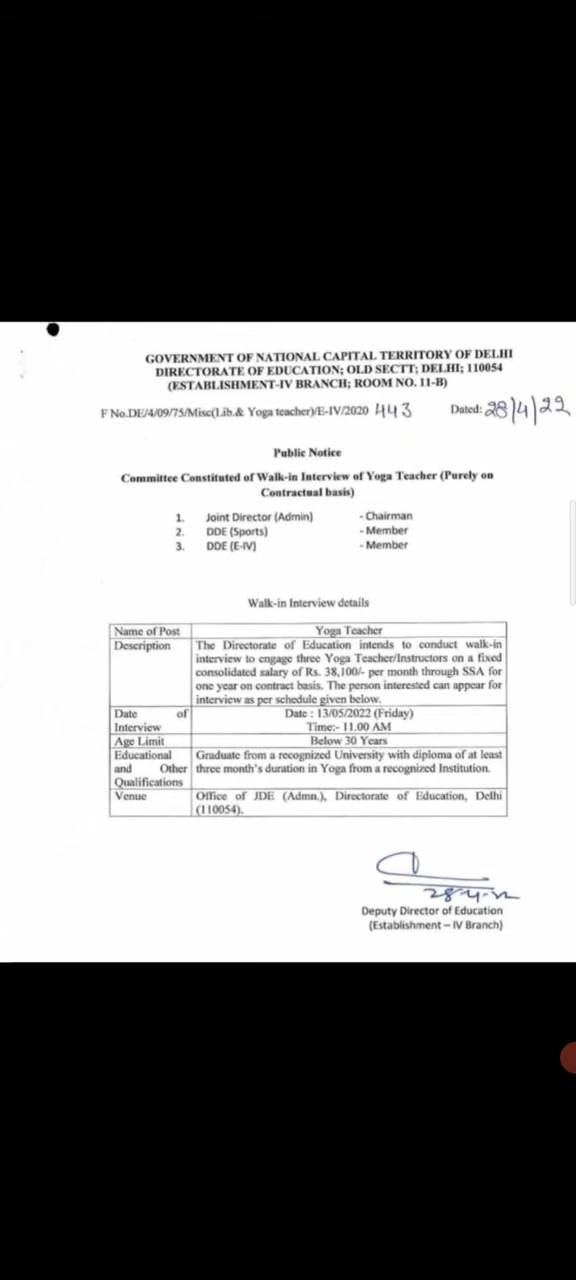 GOVERNMENT OF NATIONAL CAPITAL TERRITORY OF DELHI
DIRECTORATE OF EDUCATION; OLD SECTT; DELHI; 110054
(ESTABLISHMENT-IV BRANCH; ROOM NO. 11-B)
F No.DE/4/09/75/Misc(Lib.& Yoga teacher)/E-IV/2020 443 Dated: 28/4/22
Public Notice
Committee Constituted of Walk-in Interview of Yoga Teacher (Purely on
Contractual basis)
1. Joint Director (Admin) - Chairman
2. DDE (Sports) - Member
3. DDE (E-IV) - Member
Walk-in Interview details
Name of Post Yoga Teacher
Description The Directorate of Education intends to conduct walk-in
interview to engage three Yoga Teacher/Instructors on a fixed
consolidated salary of Rs. 38,100/- per month through SSA for
one year on contract basis. The person interested can appear for
interview as per schedule given below.
Date of Date : 13/05/2022 (Friday)
Interview Time:- 11.00 AM
Age Limit Below 30 Years
Educational Graduate from a recognized University with diploma of at least
and Other three month's duration in Yoga from a recognized Institution.
Qualifications
Venue Office of JDE (Admn.), Directorate of Education, Delhi
(110054).
28-4-22
Deputy Director of Education
(Establishment – IV Branch)